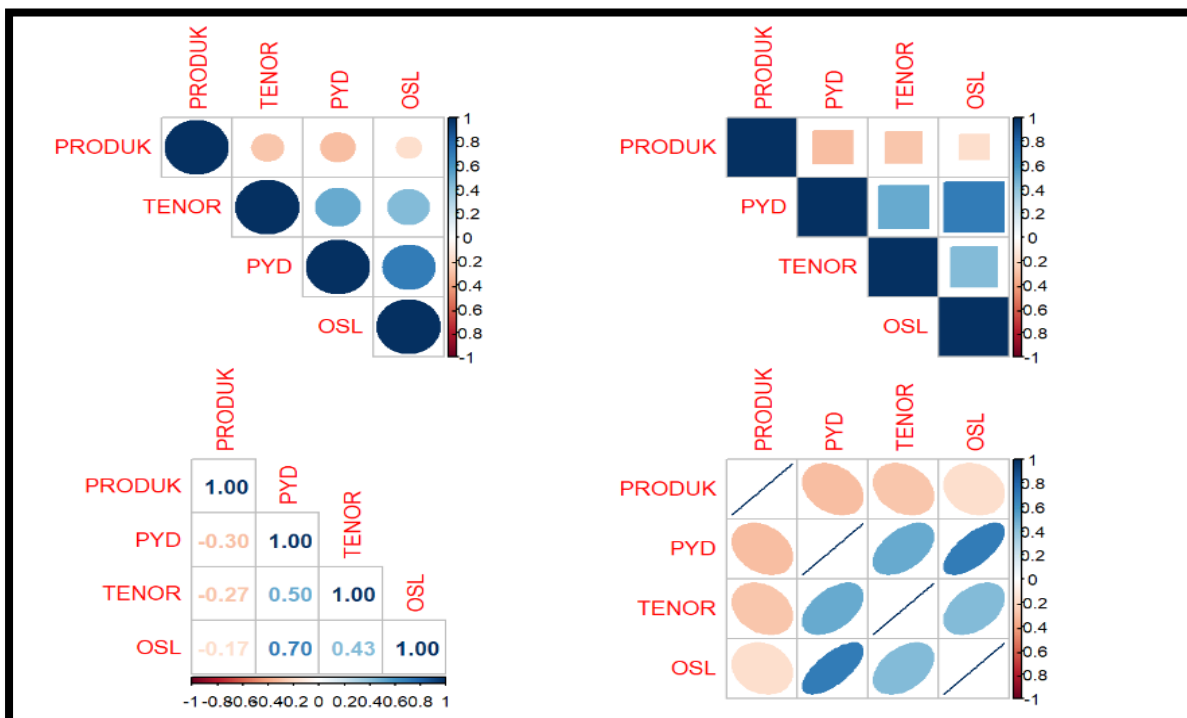 PRODUK
TENOR
PYD
OSL
PRODUK
TENOR
PYD
OSL
1
0.8
0.6
0.4
0.2
0
0.2
0.4
0.6
0.8
-1
PRODUK
PYD
TENOR
OSL
PRODUK
PYD
TENOR
OSL
1
0.8
0.6
0.4
0.2
0
0.2
0.4
0.6
0.8
-1
PRODUK
PYD
TENOR
OSL
PRODUK 1.00
PYD -0.30 1.00
TENOR -0.27 0.50 1.00
OSL -0.17 0.70 0.43 1.00
-1 -0.8-0.6-0.4-0.2 0 0.20.40.60.8 1
PRODUK
PYD
TENOR
OSL
PRODUK
PYD
TENOR
OSL
1
0.8
0.6
0.4
0.2
0
0.2
0.4
0.6
0.8
-1